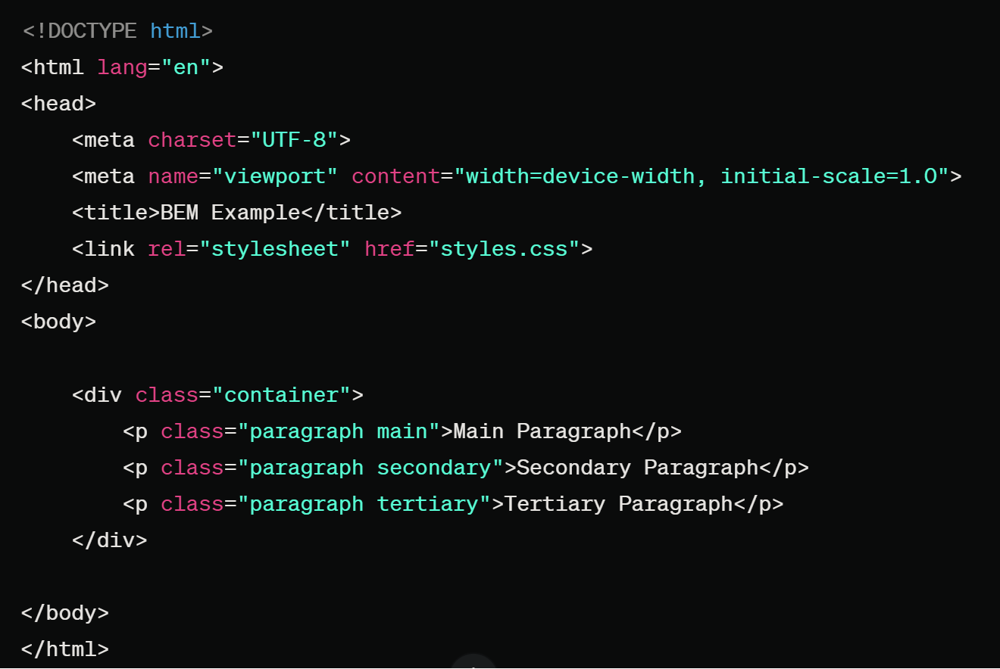 <!DOCTYPE html>
<html lang="en">
<head>
    <meta charset="UTF-8">
    <meta name="viewport" content="width=device-width, initial-scale=1.0">
    <title>BEM Example</title>
    <link rel="stylesheet" href="styles.css">
</head>
<body>

    <div class="container">
        <p class="paragraph main">Main Paragraph</p>
        <p class="paragraph secondary">Secondary Paragraph</p>
        <p class="paragraph tertiary">Tertiary Paragraph</p>
    </div>

</body>
</html>